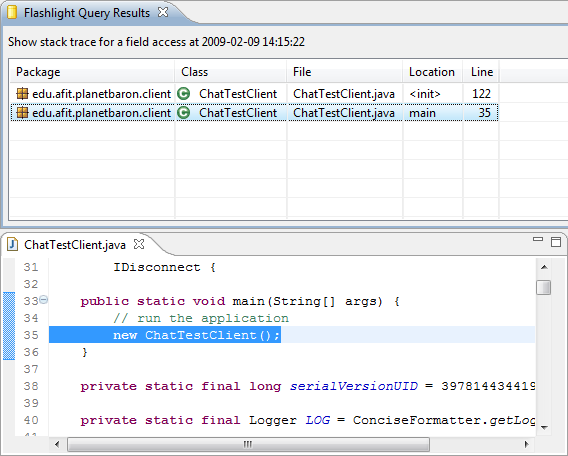 Flashlight Query Results
Show stack trace for a field access at 2009-02-09 14:15:22
Package Class File Location Line
edu.afit.planetbaron.client C ChatTestClient ChatTestClient.java <init> 122
edu.afit.planetbaron.client C ChatTestClient ChatTestClient.java main 35
J ChatTestClient.java
31 IDisconnect {
32
33 public static void main(String[] args) {
34 // run the application
35 new ChatTestClient();
36 }
37
38 private static final long serialVersionUID = 397814434419
39
40 private static final Logger LOG = ConciseFormatter.getLog